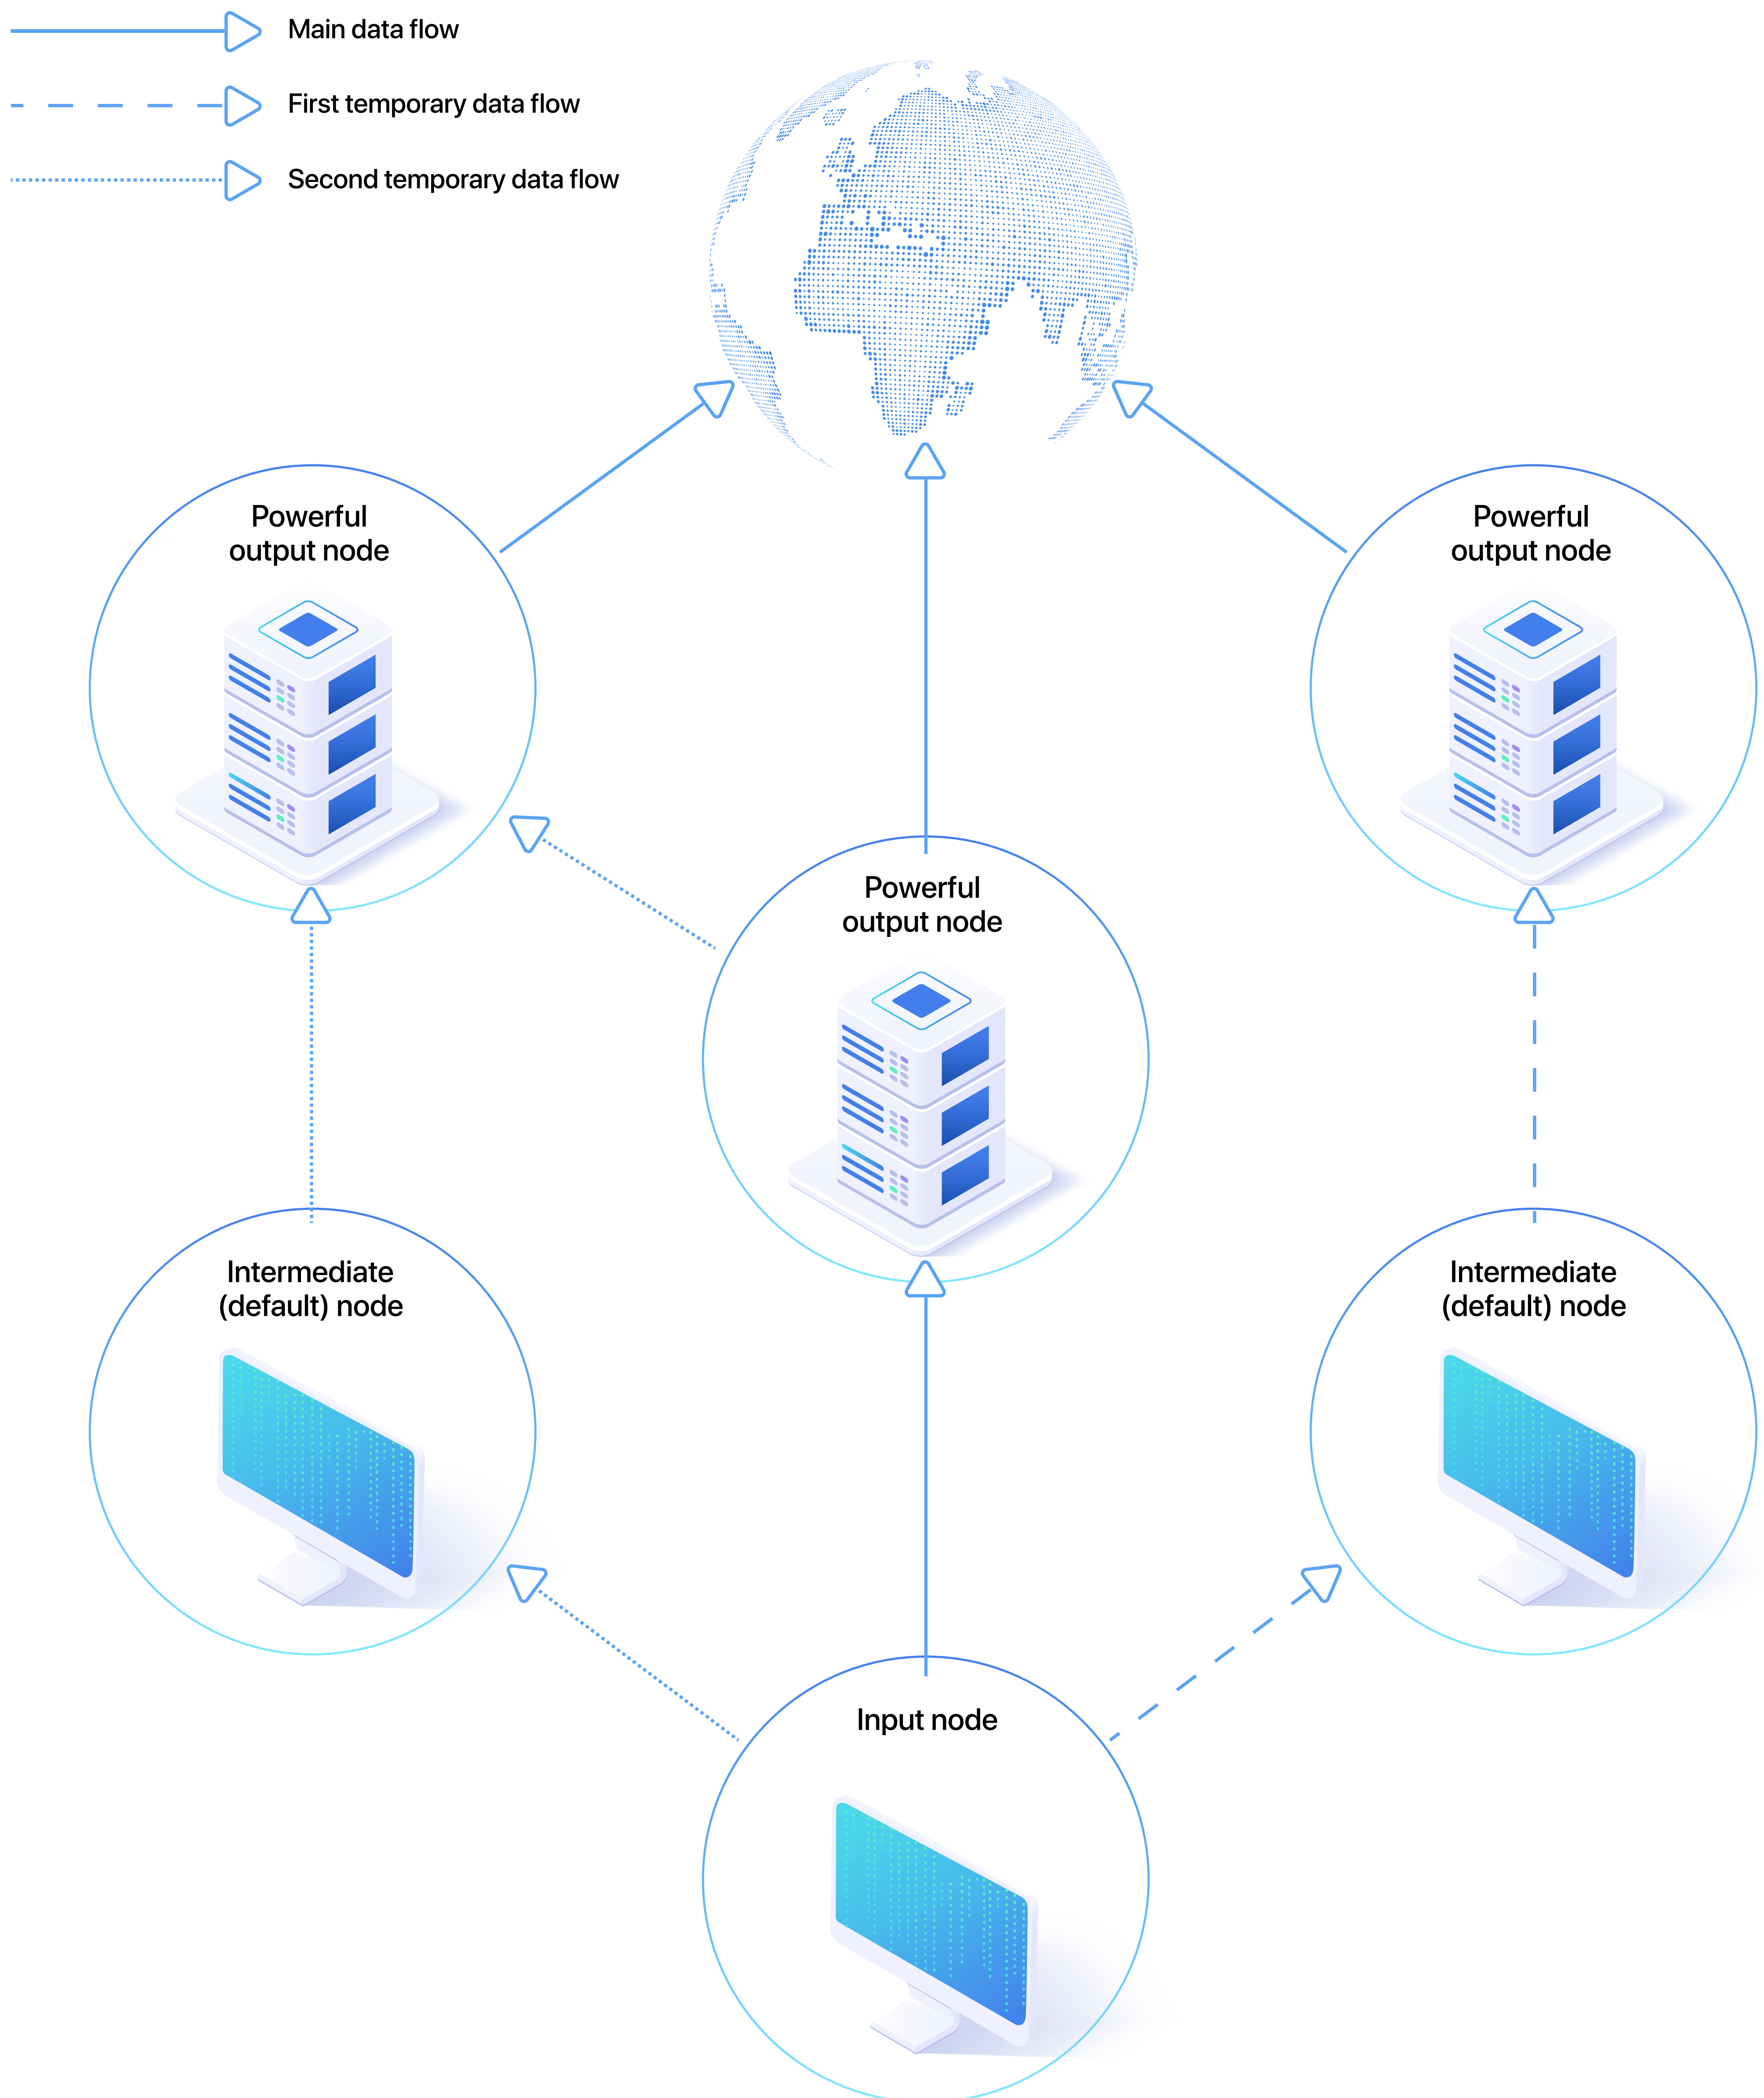 Main data flow
First temporary data flow
Second temporary data flow
Powerful
output node
Powerful
output node
Powerful
output node
Intermediate
(default) node
Intermediate
(default) node
Input node